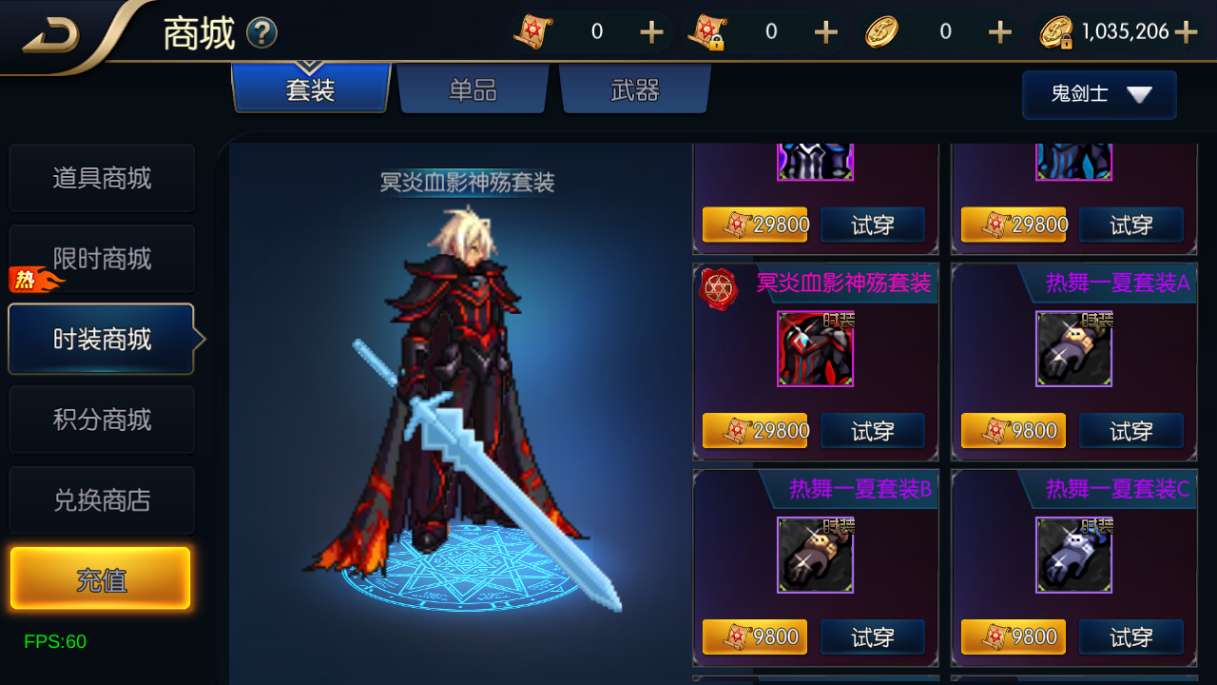 商城 ?
0
0
0
1,035,206
套装
单品
武器
鬼剑士
道具商城
限时商城
热
时装商城
积分商城
兑换商店
充值
FPS:60
冥炎血影神殇套装
29800
试穿
29800
试穿
冥炎血影神殇套装
时装
29800
试穿
热舞一夏套装A
时装
9800
试穿
热舞一夏套装B
时装
9800
试穿
热舞一夏套装C
时装
9800
试穿